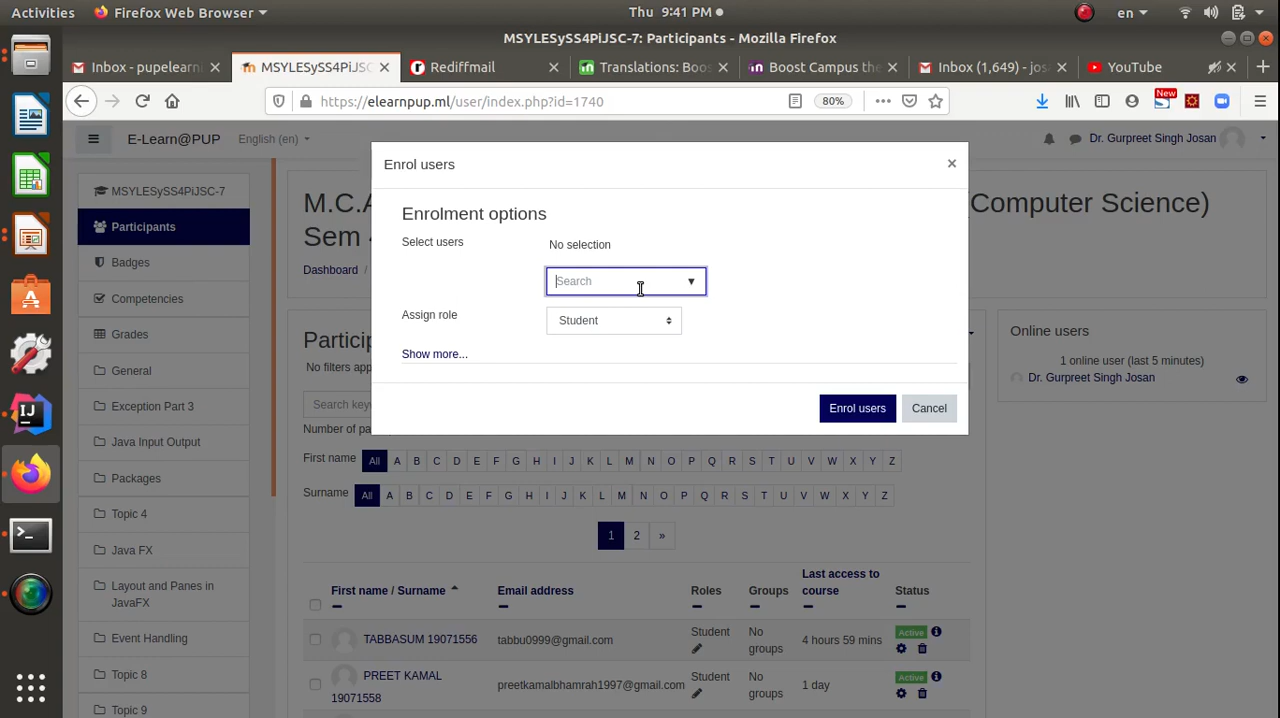 Activities
Firefox Web Browser
Thu 9:41 PM
en
MSYLESySS4PiJSC-7: Participants - Mozilla Firefox
Inbox - pupelearn
MSYLESySS4PiJSC
Rediffmail
Translations: Boos
Boost Campus the
Inbox (1,649) - jos
YouTube
https://elearnpup.ml/user/index.php?id=1740
80%
New
E-Learn@PUP
English (en)
Dr. Gurpreet Singh Josan
MSYLESySS4PiJSC-7
Participants
Badges
Competencies
Grades
General
Exception Part 3
Java Input Output
Packages
Topic 4
Java FX
Layout and Panes in
JavaFX
Event Handling
Topic 8
Topic 9
M.C.A
(Computer Science)
Sem
Dashboard /
Enrol users
Enrolment options
Select users
No selection
Search
Assign role
Student
Show more...
Enrol users
Cancel
Particip
No filters app
Search key
Number of pa
First name All A B C D E F G H I J K L M N O P Q R S T U V W X Y Z
Surname All A B C D E F G H I J K L M N O P Q R S T U V W X Y Z
1 2 »
First name / Surname
Email address
Roles
Groups
Last access to
course
Status
TABBASUM 19071556
tabbu0999@gmail.com
Student
No
groups
4 hours 59 mins
Active
PREET KAMAL
19071558
preetkamalbhamrah1997@gmail.com
Student
No
groups
1 day
Active
Online users
1 online user (last 5 minutes)
Dr. Gurpreet Singh Josan